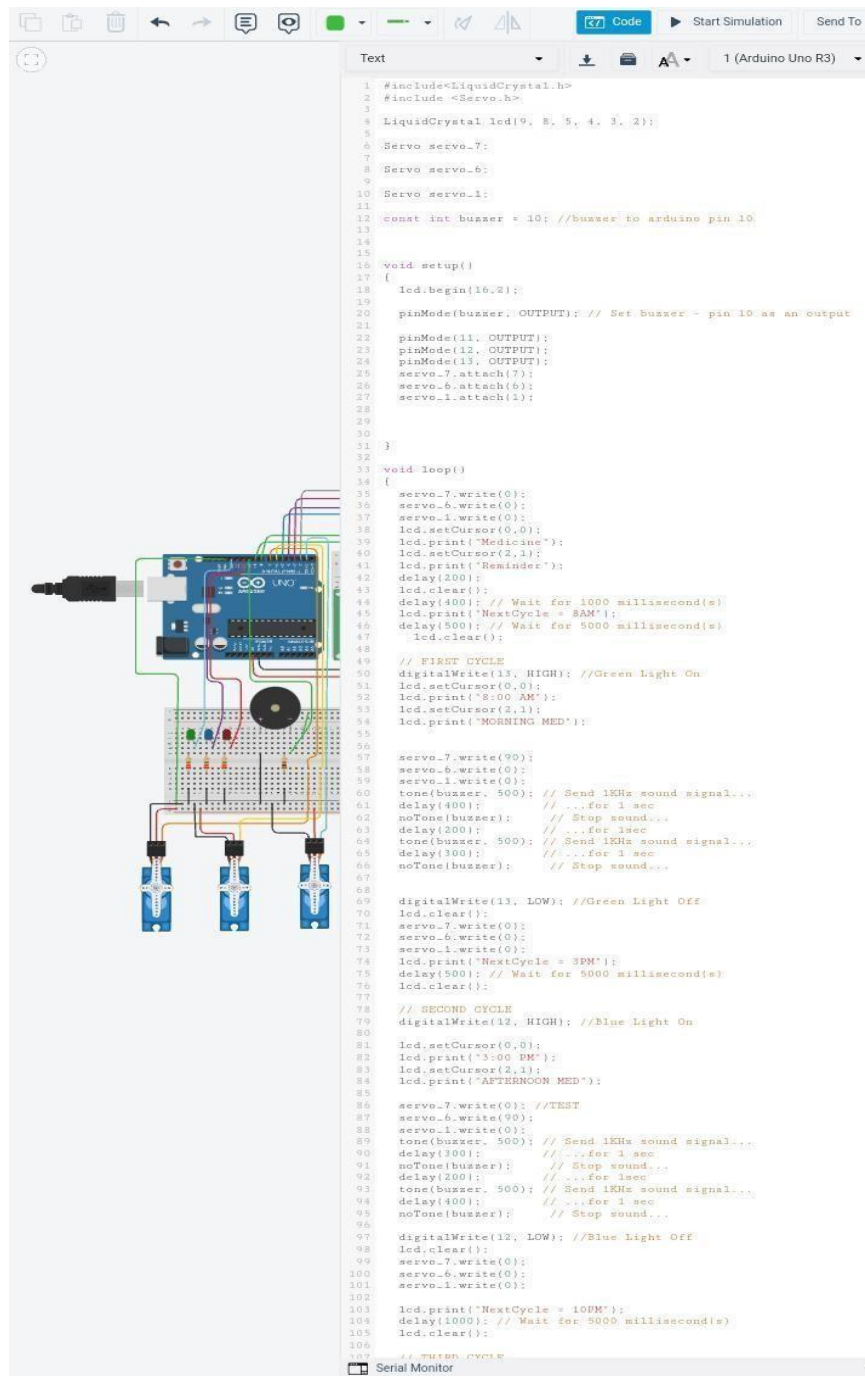 Code
Start Simulation
Send To
Text
1 (Arduino Uno R3)
1 #include<LiquidCrystal.h>
2 #include <Servo.h>
3
4 LiquidCrystal lcd(9, 8, 5, 4, 3, 2);
5
6 Servo servo_7;
7
8 Servo servo_6;
9
10 Servo servo_1;
11
12 const int buzzer = 10; //buzzer to arduino pin 10
13
14
15
16 void setup()
17 {
18 lcd.begin(16,2);
19
20 pinMode(buzzer, OUTPUT); // Set buzzer - pin 10 as an output
21
22 pinMode(11, OUTPUT);
23 pinMode(12, OUTPUT);
24 pinMode(13, OUTPUT);
25 servo_7.attach(7);
26 servo_6.attach(6);
27 servo_1.attach(1);
28
29
30
31 }
32
33 void loop()
34 {
35 servo_7.write(0);
36 servo_6.write(0);
37 servo_1.write(0);
38 lcd.setCursor(0,0);
39 lcd.print("Medicine");
40 lcd.setCursor(2,1);
41 lcd.print("Reminder");
42 delay(200);
43 lcd.clear();
44 delay(400); // Wait for 1000 millisecond(s)
45 lcd.print("NextCycle = 8AM");
46 delay(500); // Wait for 5000 millisecond(s)
47 lcd.clear();
48
49 // FIRST CYCLE
50 digitalWrite(13, HIGH); //Green Light On
51 lcd.setCursor(0,0);
52 lcd.print("8:00 AM");
53 lcd.setCursor(2,1);
54 lcd.print("MORNING MED");
55
56
57 servo_7.write(90);
58 servo_6.write(0);
59 servo_1.write(0);
60 tone(buzzer, 500); // Send 1KHz sound signal...
61 delay(400); // ...for 1 sec
62 noTone(buzzer); // Stop sound...
63 delay(200); // ...for 1sec
64 tone(buzzer, 500); // Send 1KHz sound signal...
65 delay(300); // ...for 1 sec
66 noTone(buzzer); // Stop sound...
67
68
69 digitalWrite(13, LOW); //Green Light Off
70 lcd.clear();
71 servo_7.write(0);
72 servo_6.write(0);
73 servo_1.write(0);
74 lcd.print("NextCycle = 3PM");
75 delay(500); // Wait for 5000 millisecond(s)
76 lcd.clear();
77
78 // SECOND CYCLE
79 digitalWrite(12, HIGH); //Blue Light On
80
81 lcd.setCursor(0,0);
82 lcd.print("3:00 PM");
83 lcd.setCursor(2,1);
84 lcd.print("AFTERNOON MED");
85
86 servo_7.write(0); //TEST
87 servo_6.write(90);
88 servo_1.write(0);
89 tone(buzzer, 500); // Send 1KHz sound signal...
90 delay(300); // ...for 1 sec
91 noTone(buzzer); // Stop sound...
92 delay(200); // ...for 1sec
93 tone(buzzer, 500); // Send 1KHz sound signal...
94 delay(400); // ...for 1 sec
95 noTone(buzzer); // Stop sound...
96
97 digitalWrite(12, LOW); //Blue Light Off
98 lcd.clear();
99 servo_7.write(0);
100 servo_6.write(0);
101 servo_1.write(0);
102
103 lcd.print("NextCycle = 10PM");
104 delay(1000); // Wait for 5000 millisecond(s)
105 lcd.clear();
106
107 // THIRD CYCLE
Serial Monitor
UNO